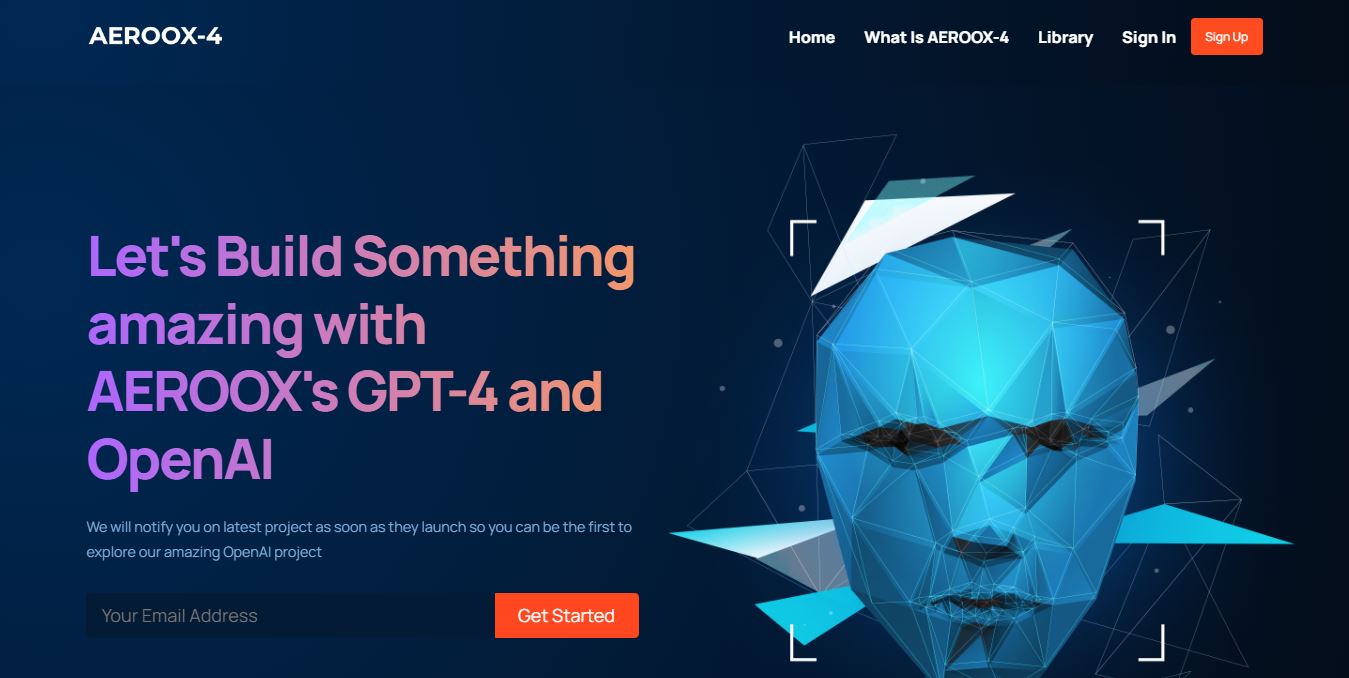 AEROOX-4
Home What Is AEROOX-4 Library Sign In Sign Up
Let's Build Something
amazing with
AEROOX's GPT-4 and
OpenAI
We will notify you on latest project as soon as they launch so you can be the first to
explore our amazing OpenAI project
Your Email Address
Get Started